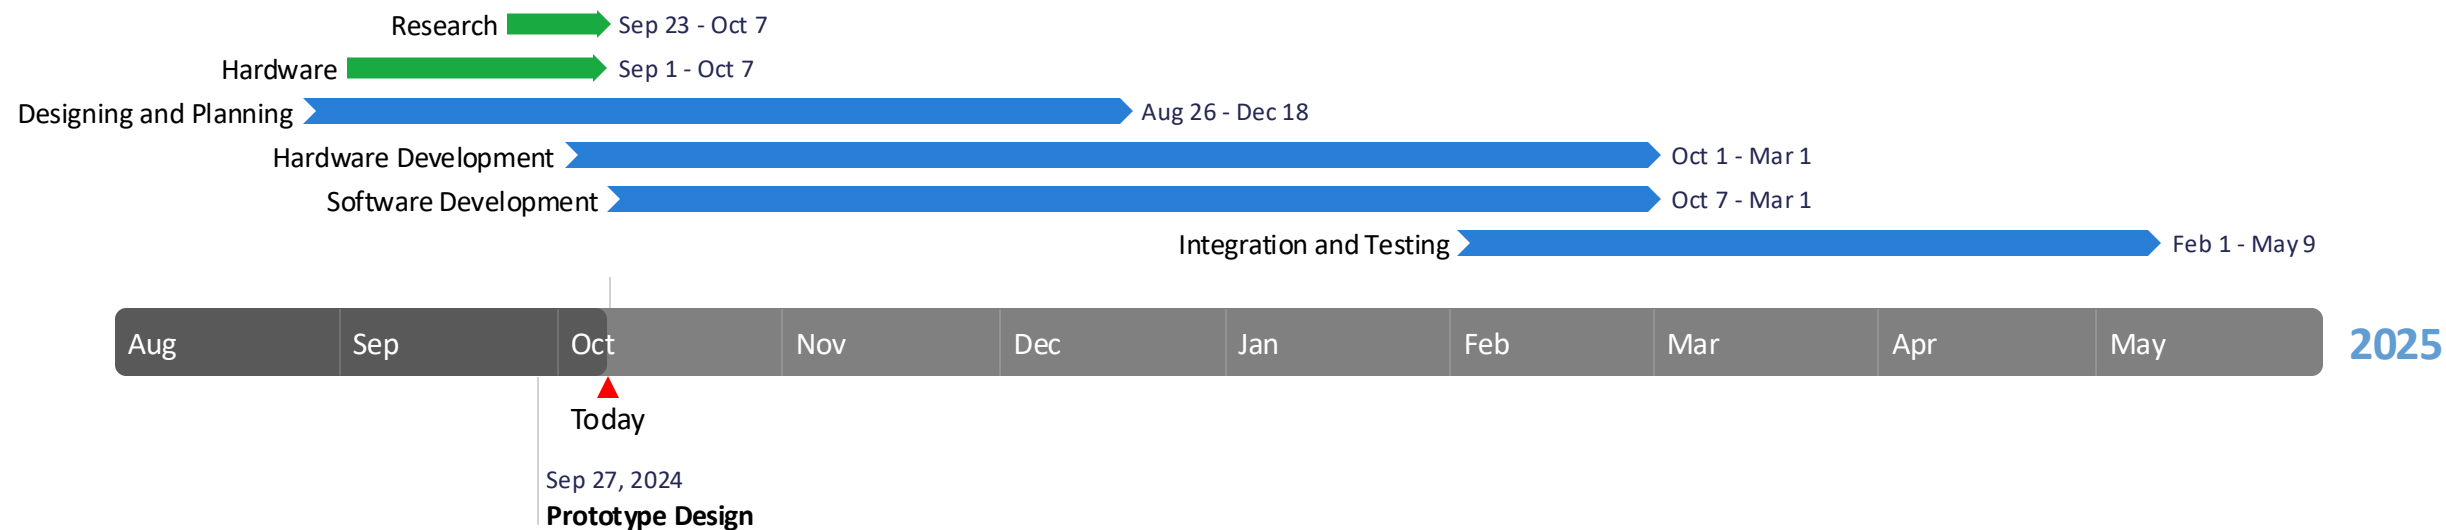 Research Sep 23 - Oct 7
Hardware Sep 1 - Oct 7
Designing and Planning Aug 26 - Dec 18
Hardware Development Oct 1 - Mar 1
Software Development Oct 7 - Mar 1
Integration and Testing Feb 1 - May 9
Aug Sep Oct Nov Dec Jan Feb Mar Apr May 2025
Today
Sep 27, 2024
Prototype Design